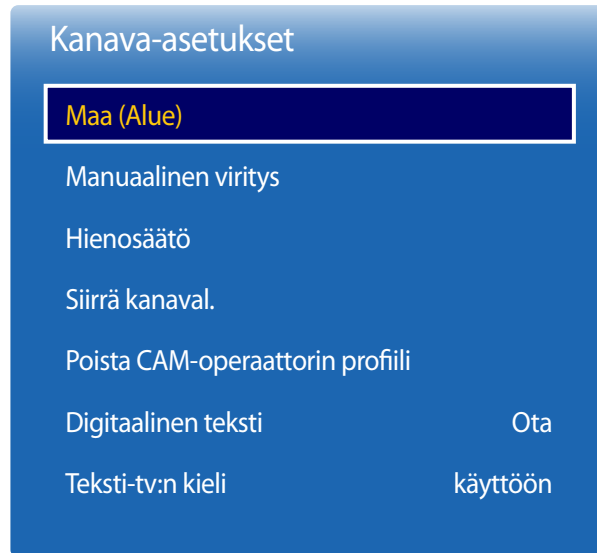 Kanava-asetukset
Maa (Alue)
Manuaalinen viritys
Hienosäätö
Siirrä kanaval.
Poista CAM-operaattorin profiili
Digitaalinen teksti Ota
Teksti-tv:n kieli käyttöön